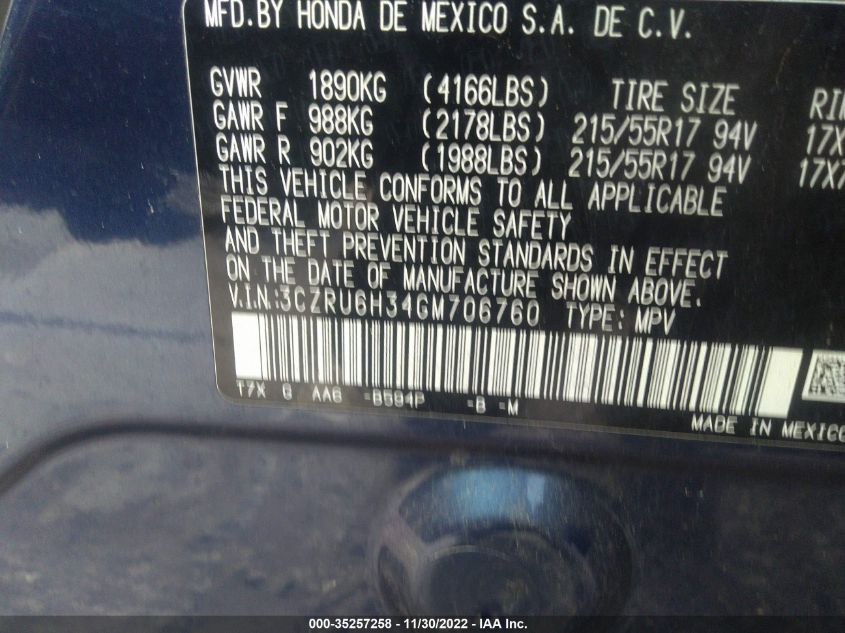 MFD.BY HONDA DE MEXICO S.A. DE C.V.
GVWR 1890KG (4166LBS) TIRE SIZE
GAWR F 988KG (2178LBS) 215/55R17 94V 17X
GAWR R 902KG (1988LBS) 215/55R17 94V 17X7
THIS VEHICLE CONFORMS TO ALL APPLICABLE
FEDERAL MOTOR VEHICLE SAFETY
AND THEFT PREVENTION STANDARDS IN EFFECT
ON THE DATE OF MANUFACTURE SHOWN ABOVE.
V.I.N:3CZRU6H34GM706760 TYPE: MPV
T7X G AA6 -B -M
MADE IN MEXICO
000-35257258 - 11/30/2022 - IAA Inc.